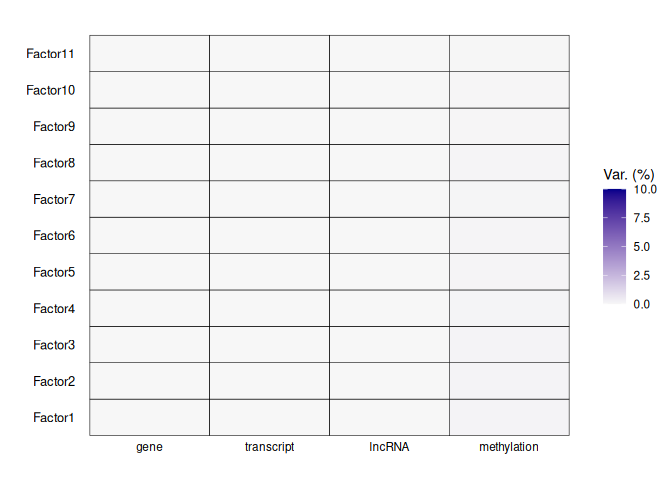 Factor11
Factor10
Factor9
Factor8
Factor7
Factor6
Factor5
Factor4
Factor3
Factor2
Factor1
gene transcript lncRNA methylation
Var. (%)
10.0
7.5
5.0
2.5
0.0